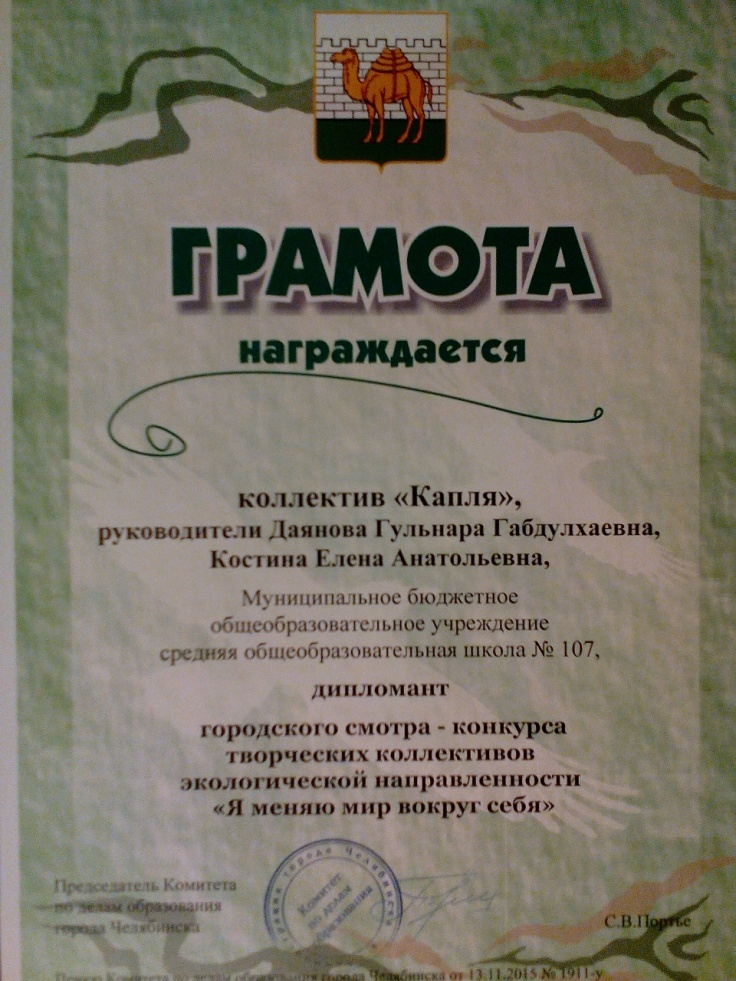 ГРАМОТА
награждается
коллектив «Капля»,
руководители Даянова Гульнара Габдулхаевна,
Костина Елена Анатольевна,
Муниципальное бюджетное
общеобразовательное учреждение
средняя общеобразовательная школа № 107,
дипломант
городского смотра - конкурса
творческих коллективов
экологической направленности
«Я меняю мир вокруг себя»
Председатель Комитета
по делам образования
города Челябинска
города Челябинска
Комитет
по делам
образования
С.В.Портье
Приказ Комитета по делам образования города Челябинска от 13.11.2015 № 1911-у